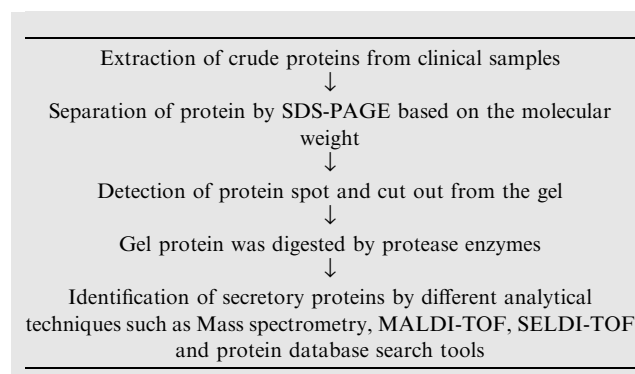 Extraction of crude proteins from clinical samples
↓
Separation of protein by SDS-PAGE based on the molecular
weight
↓
Detection of protein spot and cut out from the gel
↓
Gel protein was digested by protease enzymes
↓
Identification of secretory proteins by different analytical
techniques such as Mass spectrometry, MALDI-TOF, SELDI-TOF
and protein database search tools